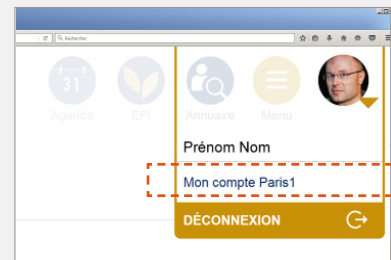 Rechercher
31
Agenda EPI Annuaire Menu
Prénom Nom
Mon compte Paris1
DÉCONNEXION